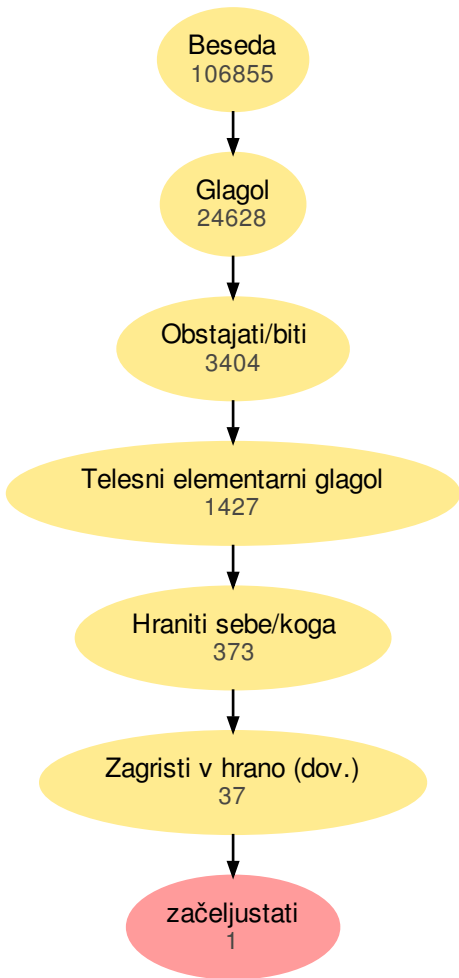 Beseda
106855
Glagol
24628
Obstajati/biti
3404
Telesni elementarni glagol
1427
Hraniti sebe/koga
373
Zagristi v hrano (dov.)
37
začeljustati
1